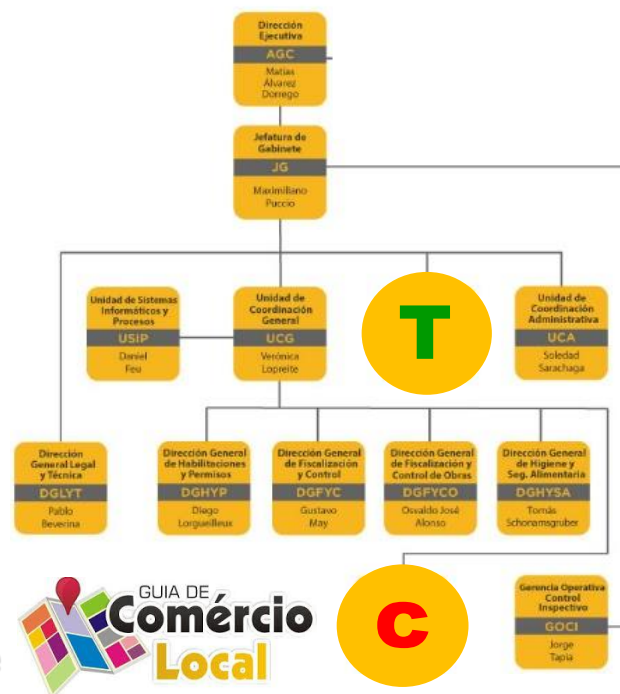 Dirección
Ejecutiva
AGC
Matías
Álvarez
Dorrego
Jefatura de
Gabinete
JG
Maximiliano
Puccio
Unidad de Sistemas
Informáticos y
Procesos
USIP
Daniel
Feu
Unidad de
Coordinación
General
UCG
Verónica
Lopreite
T
Unidad de
Coordinación
Administrativa
UCA
Soledad
Sarachaga
Dirección
General Legal
y Técnica
DGLYT
Pablo
Beverina
Dirección General
de Habilitaciones
y Permisos
DGHYP
Diego
Lorgueilleux
Dirección General
de Fiscalización
y Control
DGFYC
Gustavo
May
Dirección General
de Fiscalización y
Control de Obras
DGFYCO
Osvaldo José
Alonso
Dirección General
de Higiene y
Seg. Alimentaria
DGHYSA
Tomás
Schonamsgruber
GUIA DE
Comércio
Local
C
Gerencia Operativa
Control
Inspectivo
GOCI
Jorge
Tapia